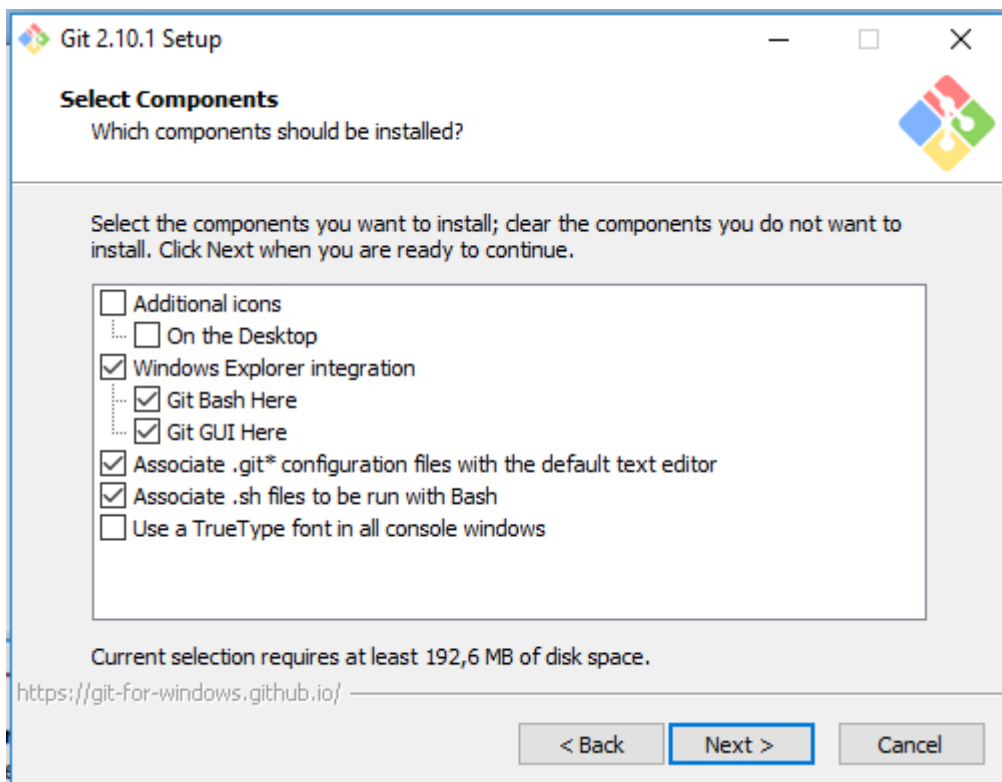 Git 2.10.1 Setup
Select Components
Which components should be installed?
Select the components you want to install; clear the components you do not want to
install. Click Next when you are ready to continue.
Additional icons
On the Desktop
Windows Explorer integration
Git Bash Here
Git GUI Here
Associate .git* configuration files with the default text editor
Associate .sh files to be run with Bash
Use a TrueType font in all console windows
Current selection requires at least 192,6 MB of disk space.
https://git-for-windows.github.io/
< Back
Next >
Cancel